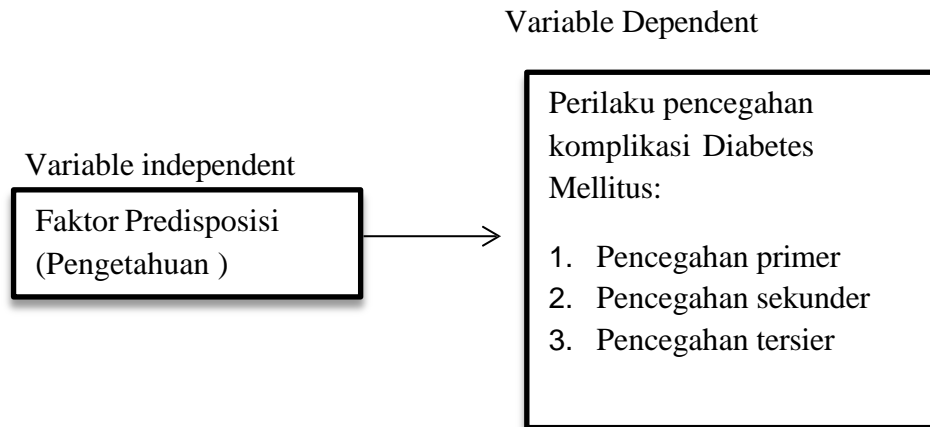 Variable Dependent
Variable independent
Faktor Predisposisi
(Pengetahuan )
Perilaku pencegahan
komplikasi Diabetes
Mellitus:
1. Pencegahan primer
2. Pencegahan sekunder
3. Pencegahan tersier